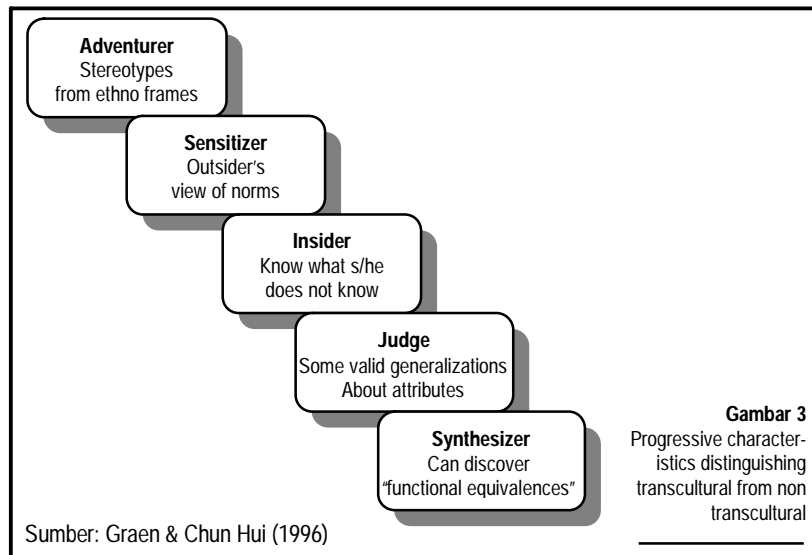 Adventurer
Stereotypes
from ethno frames
Sensitizer
Outsider's
view of norms
Insider
Know what s/he
does not know
Judge
Some valid generalizations
About attributes
Synthesizer
Can discover
"functional equivalences"
Gambar 3
Progressive character-
istics distinguishing
transcultural from non
transcultural
Sumber: Graen & Chun Hui (1996)